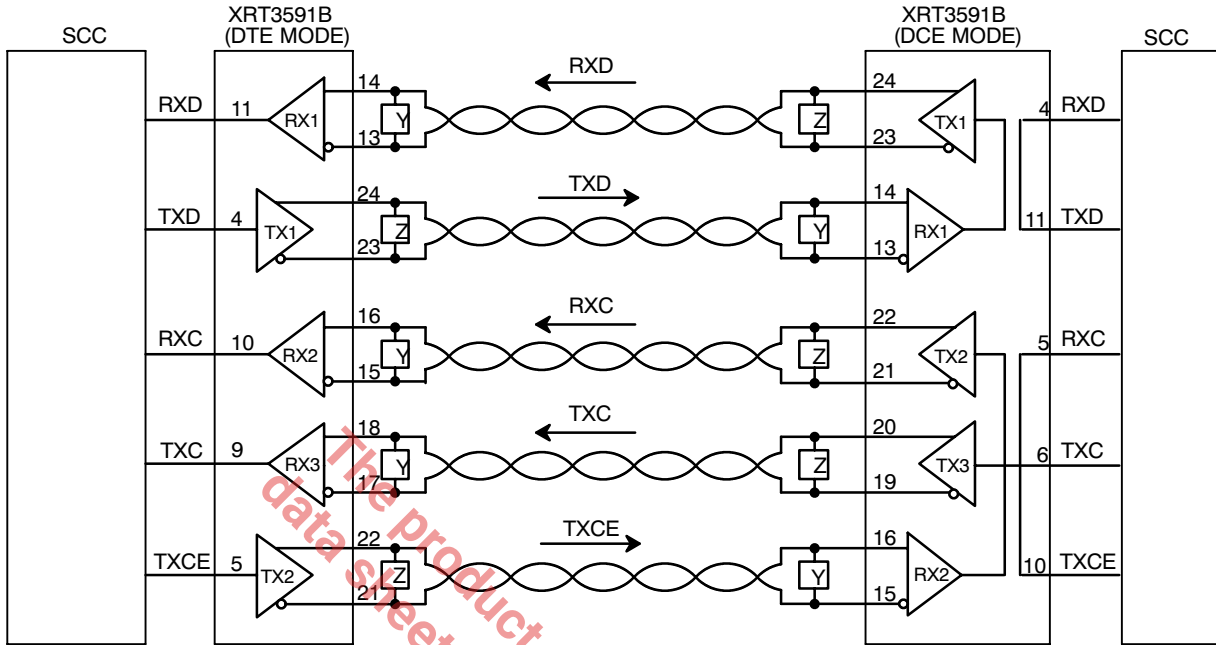 SCC
XRT3591B
(DTE MODE)
XRT3591B
(DCE MODE)
SCC
RXD 11 RX1 14 13 Y RXD Z 24 23 TX1 4 RXD
TXD 4 TX1 24 23 Z TXD Y 14 13 RX1 11 TXD
RXC 10 RX2 16 15 Y RXC Z 22 21 TX2 5 RXC
TXC 9 RX3 18 17 Y TXC Z 20 19 TX3 6 TXC
TXCE 5 TX2 22 21 Z TXCE Y 16 15 RX2 10 TXCE
The product
data sheet